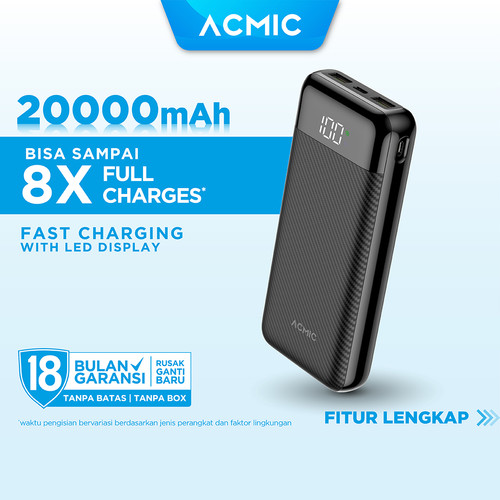 ACMIC
20000mAh
BISA SAMPAI
8X FULL CHARGES*
FAST CHARGING
WITH LED DISPLAY
100
ACMIC
18 BULAN GARANSI
RUSAK GANTI BARU
TANPA BATAS | TANPA BOX
FITUR LENGKAP
*waktu pengisian bervariasi berdasarkan jenis perangkat dan faktor lingkungan